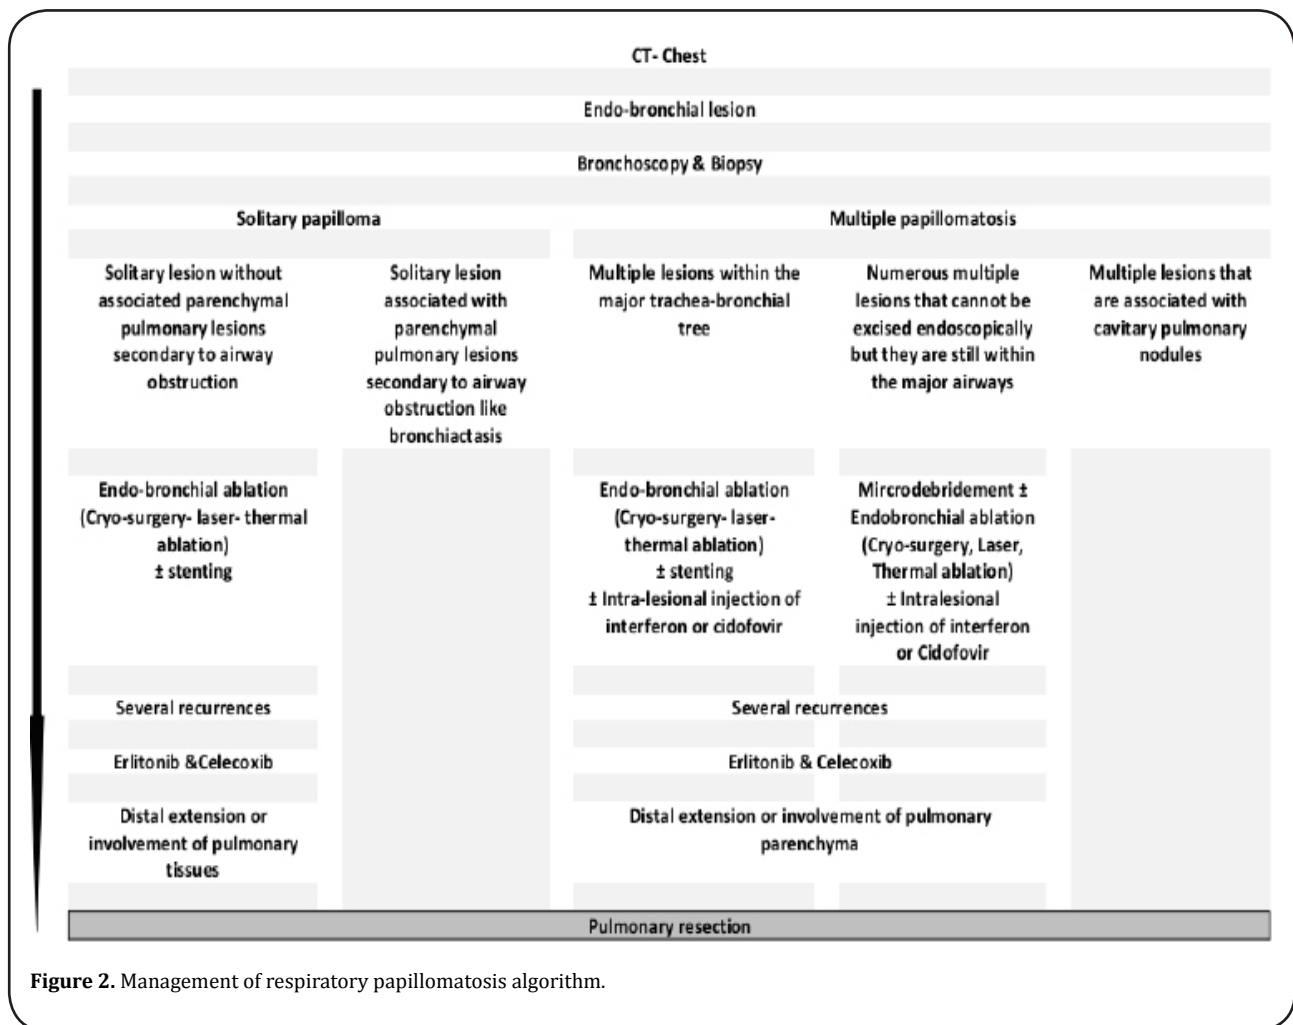 CT- Chest
Endo-bronchial lesion
Bronchoscopy & Biopsy
Solitary papilloma
Multiple papillomatosis
Solitary lesion without
associated parenchymal
pulmonary lesions
secondary to airway
obstruction
Solitary lesion
associated with
parenchymal
pulmonary lesions
secondary to airway
obstruction like
bronchiactasis
Multiple lesions within the
major trachea-bronchial
tree
Numerous multiple
lesions that cannot be
excised endoscopically
but they are still within
the major airways
Multiple lesions that
are associated with
cavitary pulmonary
nodules
Endo-bronchial ablation
(Cryo-surgery- laser- thermal
ablation)
± stenting
Endo-bronchial ablation
(Cryo-surgery- laser-
thermal ablation)
± stenting
± Intra-lesional injection of
interferon or cidofovir
Mircrodebridement ±
Endobronchial ablation
(Cryo-surgery, Laser,
Thermal ablation)
± Intralesional
injection of interferon
or Cidofovir
Several recurrences
Several recurrences
Erlitonib &Celecoxib
Erlitonib & Celecoxib
Distal extension or
involvement of pulmonary
tissues
Distal extension or involvement of pulmonary
parenchyma
Pulmonary resection
Figure 2. Management of respiratory papillomatosis algorithm.